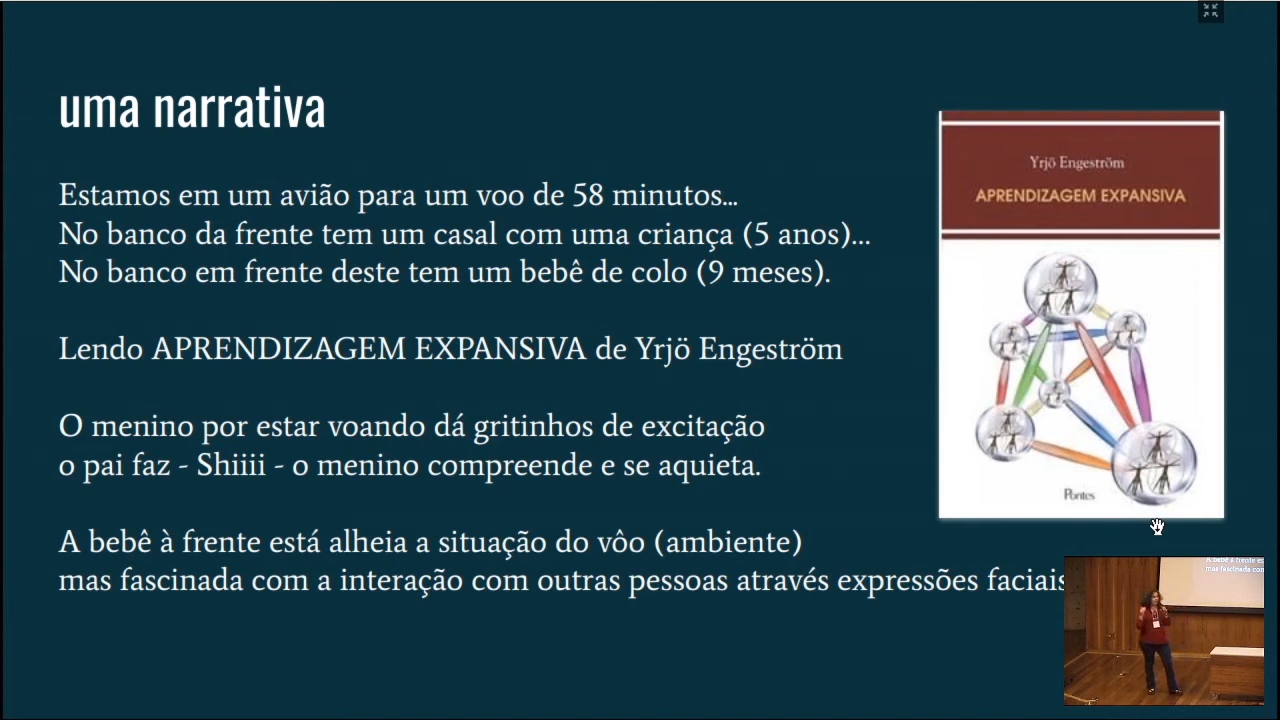 uma narrativa
Estamos em um avião para um voo de 58 minutos...
No banco da frente tem um casal com uma criança (5 anos)...
No banco em frente deste tem um bebê de colo (9 meses).
Lendo APRENDIZAGEM EXPANSIVA de Yrjö Engeström
O menino por estar voando dá gritinhos de excitação
o pai faz - Shiiii - o menino compreende e se aquieta.
A bebê à frente está alheia a situação do vôo (ambiente)
mas fascinada com a interação com outras pessoas através expressões faciais
Yrjö Engeström
APRENDIZAGEM EXPANSIVA
Pontes
A bebê à frente
mas fascinada